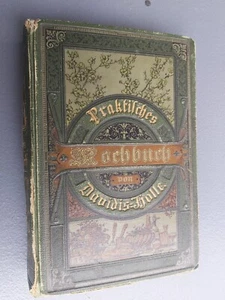 Praktisches
Kochbuch
von
Davidis-Holle.